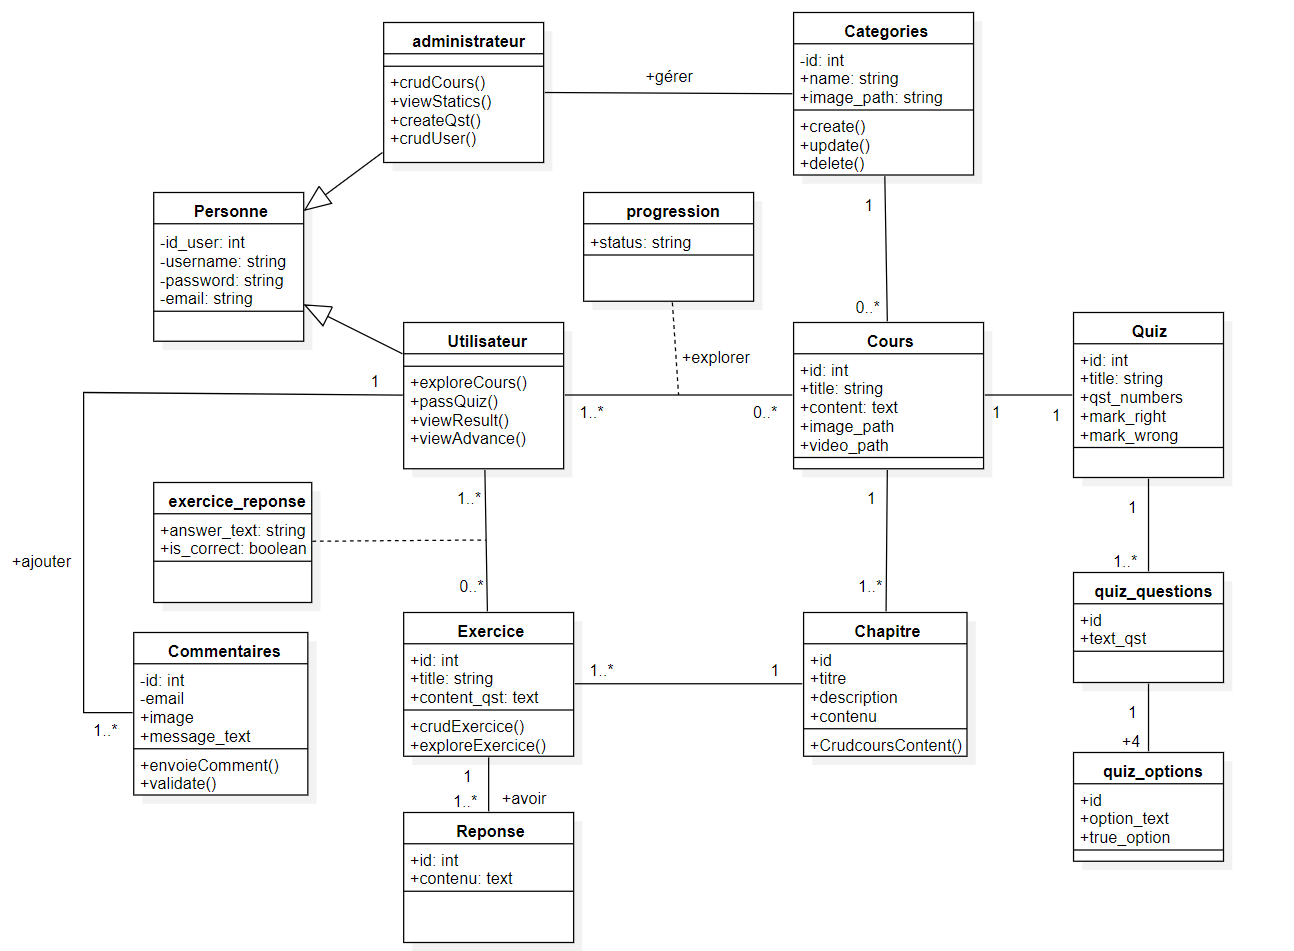 administrateur
+crudCours()
+viewStatics()
+createQst()
+crudUser()
+gérer
Categories
-id: int
+name: string
+image_path: string
+create()
+update()
+delete()
Personne
-id_user: int
-username: string
-password: string
-email: string
progression
+status: string
1
0..*
+explorer
Utilisateur
+exploreCours()
+passQuiz()
+viewResult()
+viewAdvance()
1
1..*
0..*
Cours
+id: int
+title: string
+content: text
+image_path
+video_path
1
1
Quiz
+id: int
+title: string
+qst_numbers
+mark_right
+mark_wrong
exercice_reponse
+answer_text: string
+is_correct: boolean
1..*
0..*
1
1..*
1
1..*
+ajouter
quiz_questions
+id
+text_qst
Commentaires
-id: int
-email
+image
+message_text
+envoieComment()
+validate()
1..*
Exercice
+id: int
+title: string
+content_qst: text
+crudExercice()
+exploreExercice()
1..*
1
Chapitre
+id
+titre
+description
+contenu
+CrudcoursContent()
1
+4
quiz_options
+id
+option_text
+true_option
1
1..*
+avoir
Reponse
+id: int
+contenu: text